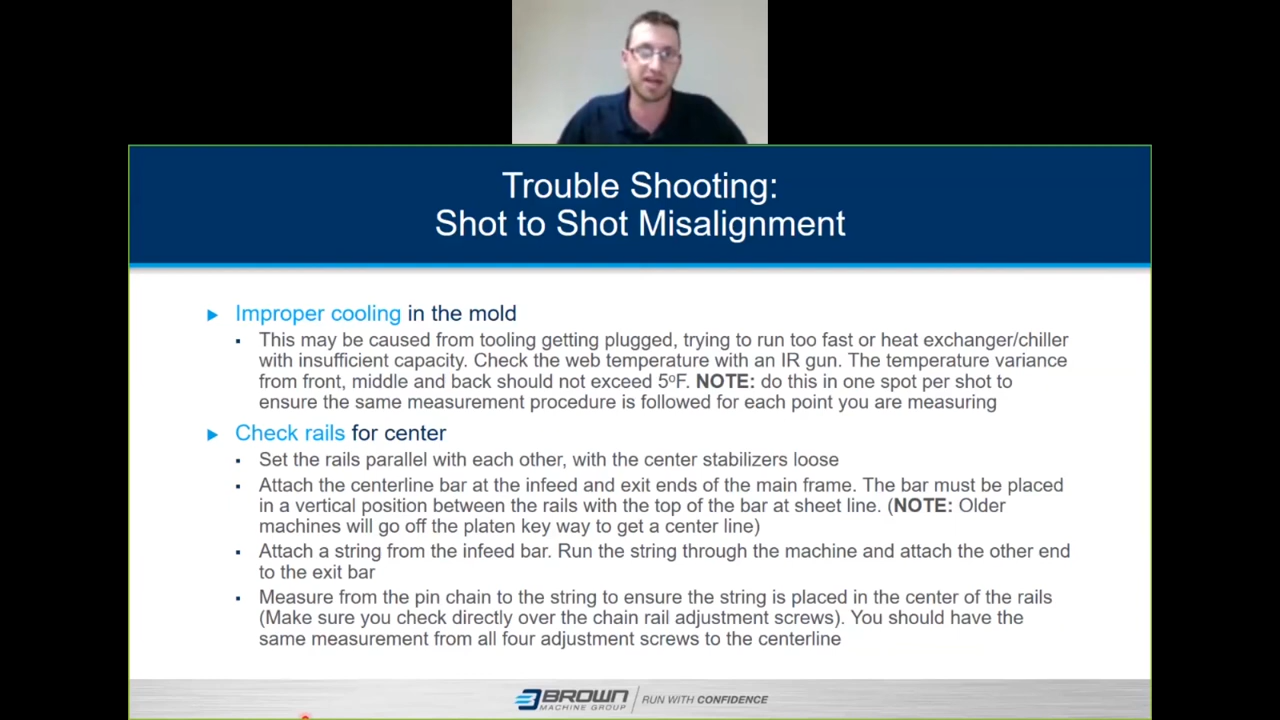 Trouble Shooting:
Shot to Shot Misalignment
Improper cooling in the mold
This may be caused from tooling getting plugged, trying to run too fast or heat exchanger/chiller
with insufficient capacity. Check the web temperature with an IR gun. The temperature variance
from front, middle and back should not exceed 5ºF. NOTE: do this in one spot per shot to
ensure the same measurement procedure is followed for each point you are measuring
Check rails for center
Set the rails parallel with each other, with the center stabilizers loose
Attach the centerline bar at the infeed and exit ends of the main frame. The bar must be placed
in a vertical position between the rails with the top of the bar at sheet line. (NOTE: Older
machines will go off the platen key way to get a center line)
Attach a string from the infeed bar. Run the string through the machine and attach the other end
to the exit bar
Measure from the pin chain to the string to ensure the string is placed in the center of the rails
(Make sure you check directly over the chain rail adjustment screws). You should have the
same measurement from all four adjustment screws to the centerline
BROWN
MACHINE GROUP
RUN WITH CONFIDENCE